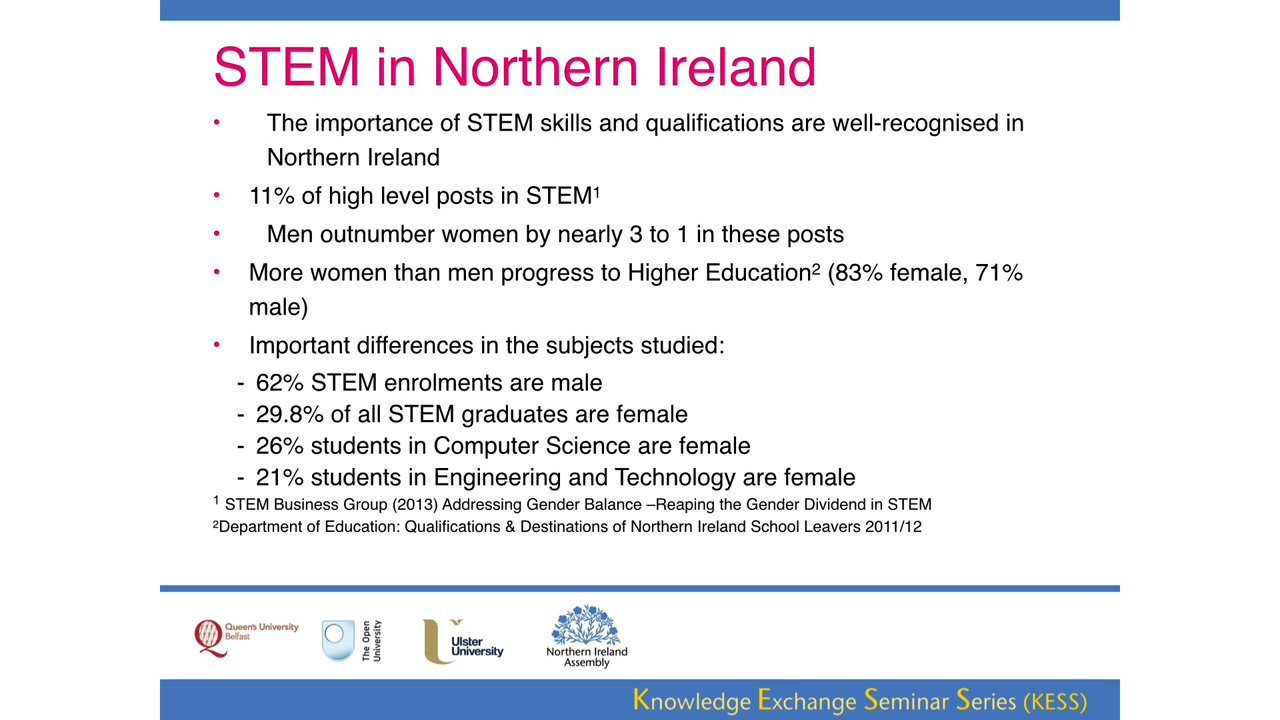 STEM in Northern Ireland
• The importance of STEM skills and qualifications are well-recognised in
Northern Ireland
• 11% of high level posts in STEM¹
• Men outnumber women by nearly 3 to 1 in these posts
• More women than men progress to Higher Education² (83% female, 71%
male)
• Important differences in the subjects studied:
- 62% STEM enrolments are male
- 29.8% of all STEM graduates are female
- 26% students in Computer Science are female
- 21% students in Engineering and Technology are female
¹ STEM Business Group (2013) Addressing Gender Balance –Reaping the Gender Dividend in STEM
²Department of Education: Qualifications & Destinations of Northern Ireland School Leavers 2011/12
Queen's University
Belfast
The Open
University
Ulster
University
Northern Ireland
Assembly
Knowledge Exchange Seminar Series (KESS)